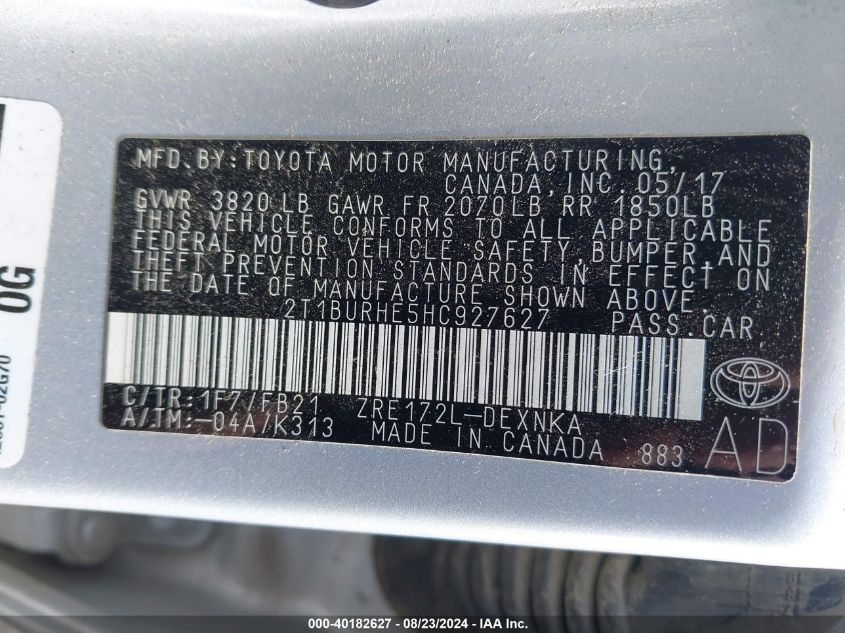 MFD.BY:TOYOTA MOTOR MANUFACTURING,
CANADA,INC.05/17
GVWR 3820 LB GAWR FR 2070LB RR 1850LB
THIS VEHICLE CONFORMS TO ALL APPLICABLE
FEDERAL MOTOR VEHICLE SAFETY,BUMPER,AND
THEFT PREVENTION STANDARDS IN EFFECT ON
THE DATE OF MANUFACTURE SHOWN ABOVE.
2T1BURHE5HC927627 PASS.CAR
C/TR:1F7/FB21 ZRE172L-DEXNKA
A/TM:-04A/K313 MADE IN CANADA 883 AD
0G
000-40182627 - 08/23/2024 - IAA Inc.